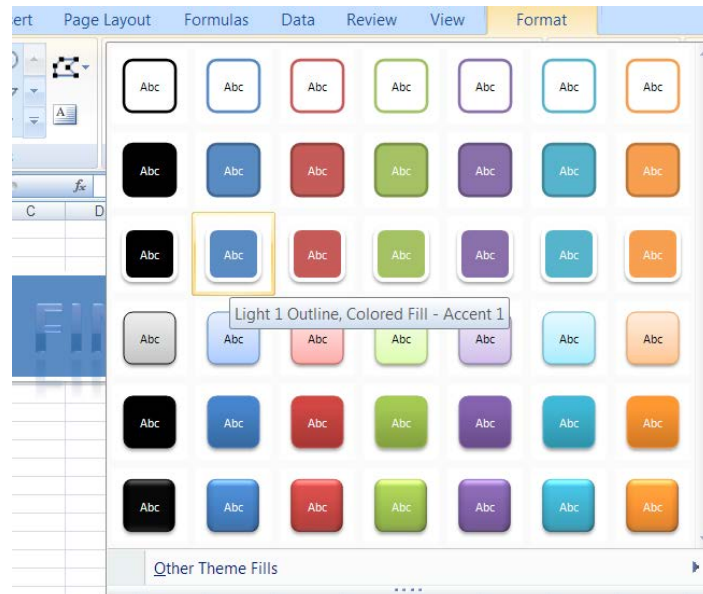 ert Page Layout Formulas Data Review View Format
A
fx
C D
Abc Abc Abc Abc Abc Abc Abc
Abc Abc Abc Abc Abc Abc Abc
Abc Abc Abc Abc Abc Abc Abc
Light 1 Outline, Colored Fill - Accent 1
FIN
Abc Abc Abc Abc Abc Abc Abc
Abc Abc Abc Abc Abc Abc Abc
Abc Abc Abc Abc Abc Abc Abc
Other Theme Fills